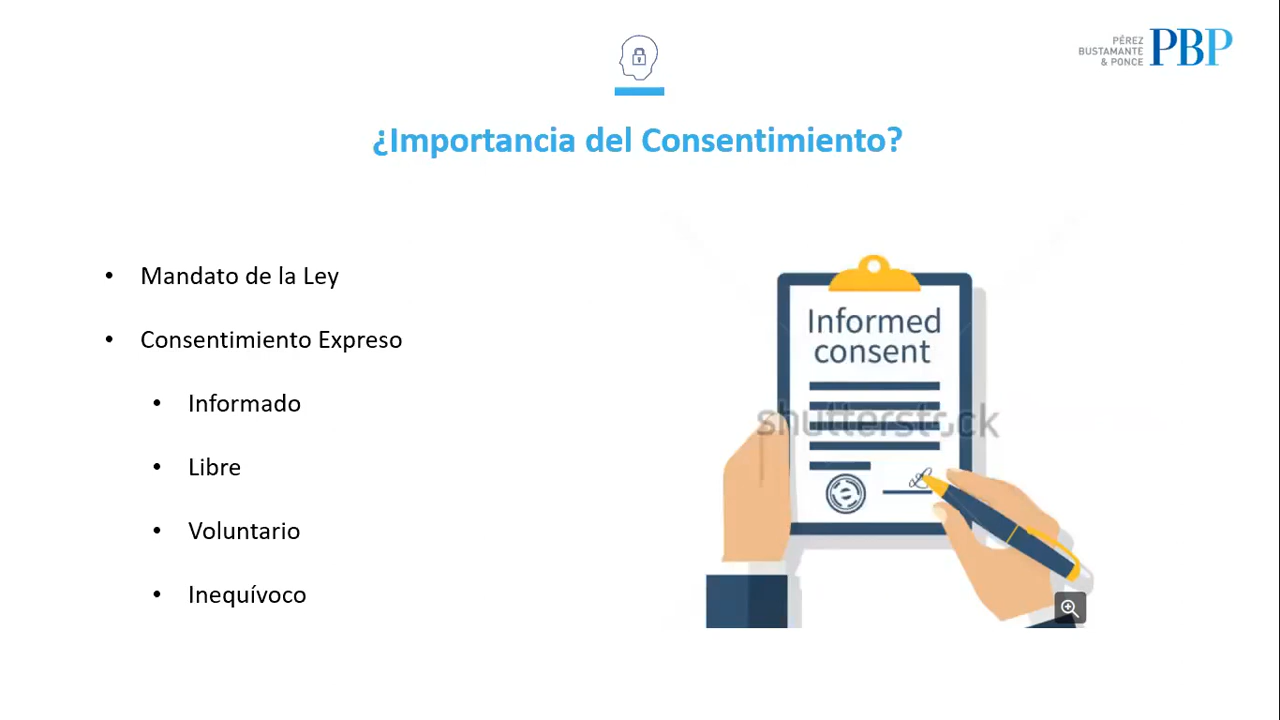 PÉREZ
BUSTAMANTE
& PONCE
PBP
¿Importancia del Consentimiento?
• Mandato de la Ley
• Consentimiento Expreso
• Informado
• Libre
• Voluntario
• Inequívoco
Informed
consent
shutterstock